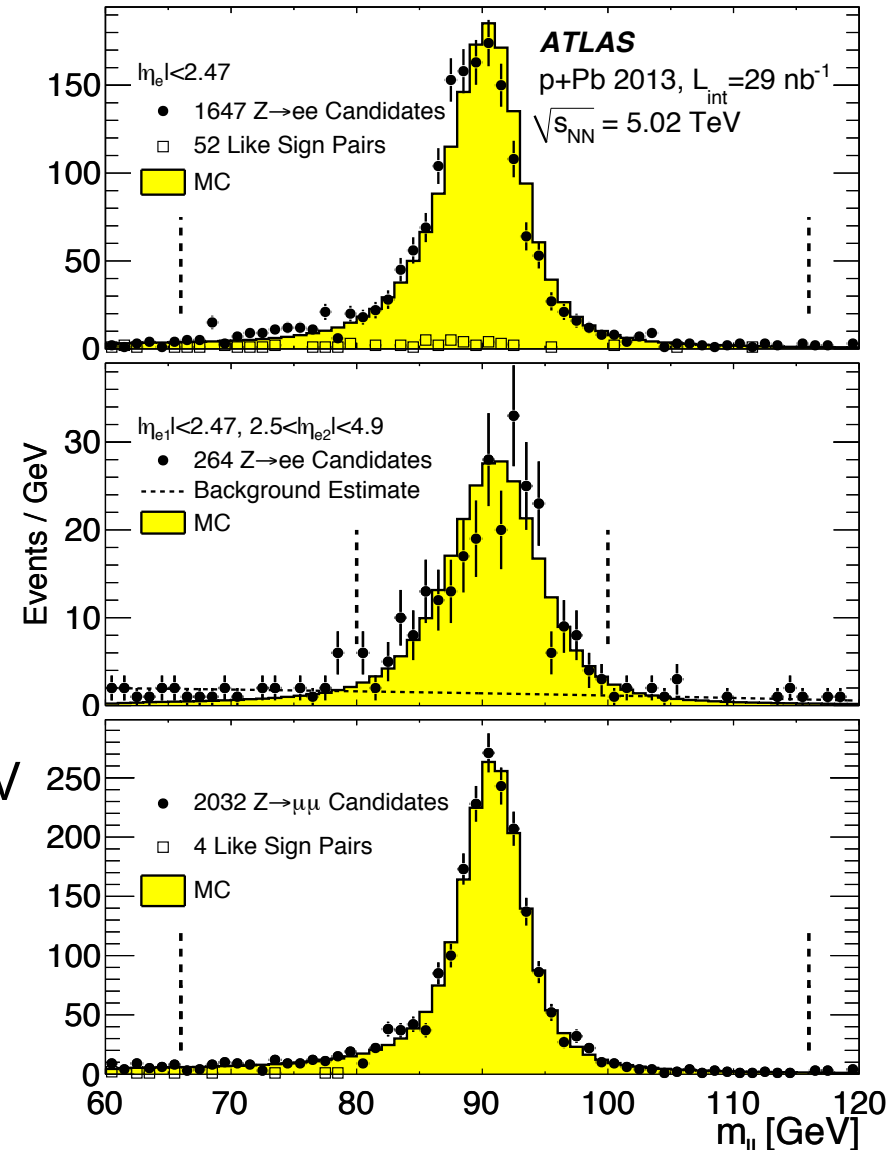 ATLAS
p+Pb 2013, L_int=29 nb⁻¹
√s_NN = 5.02 TeV
|η_e|<2.47
1647 Z→ee Candidates
52 Like Sign Pairs
MC
150
100
50
0
|η_e1|<2.47, 2.5<|η_e2|<4.9
264 Z→ee Candidates
Background Estimate
MC
30
20
10
0
Events / GeV
V
2032 Z→μμ Candidates
4 Like Sign Pairs
MC
250
200
150
100
50
0
60 70 80 90 100 110 120
m_ll [GeV]